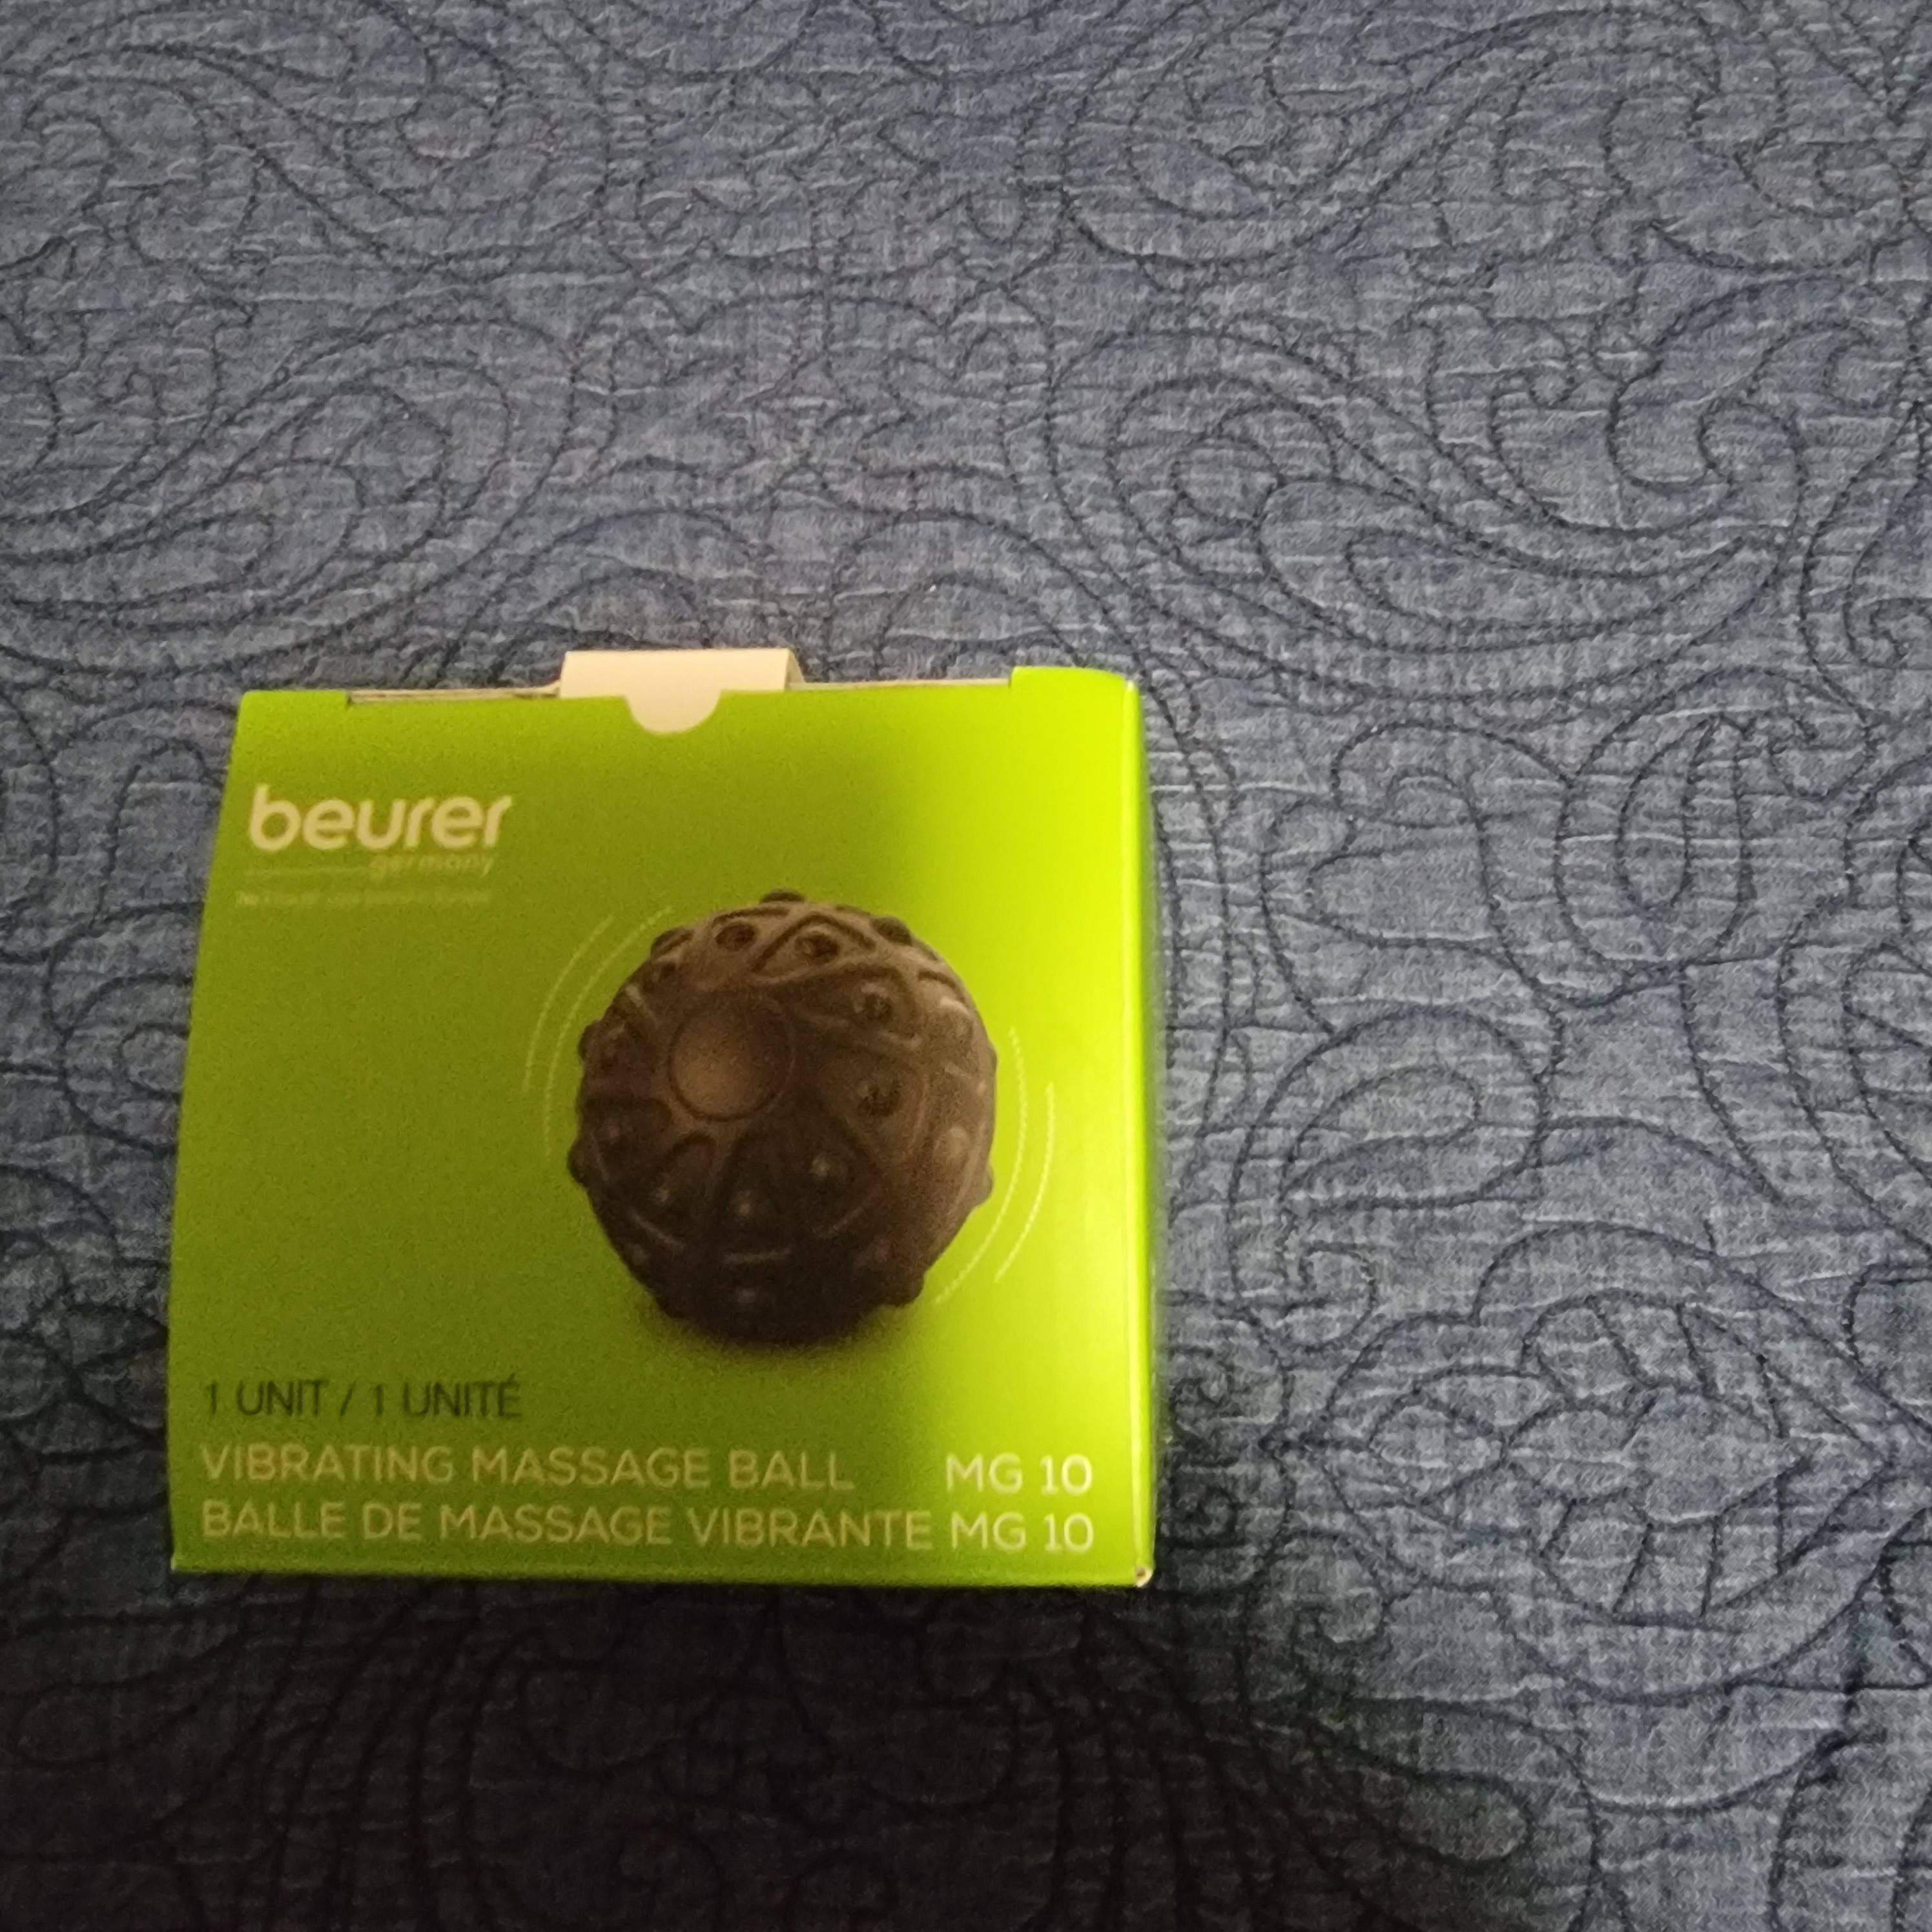 beurer
germany
1 UNIT / 1 UNITÉ
VIBRATING MASSAGE BALL MG 10
BALLE DE MASSAGE VIBRANTE MG 10